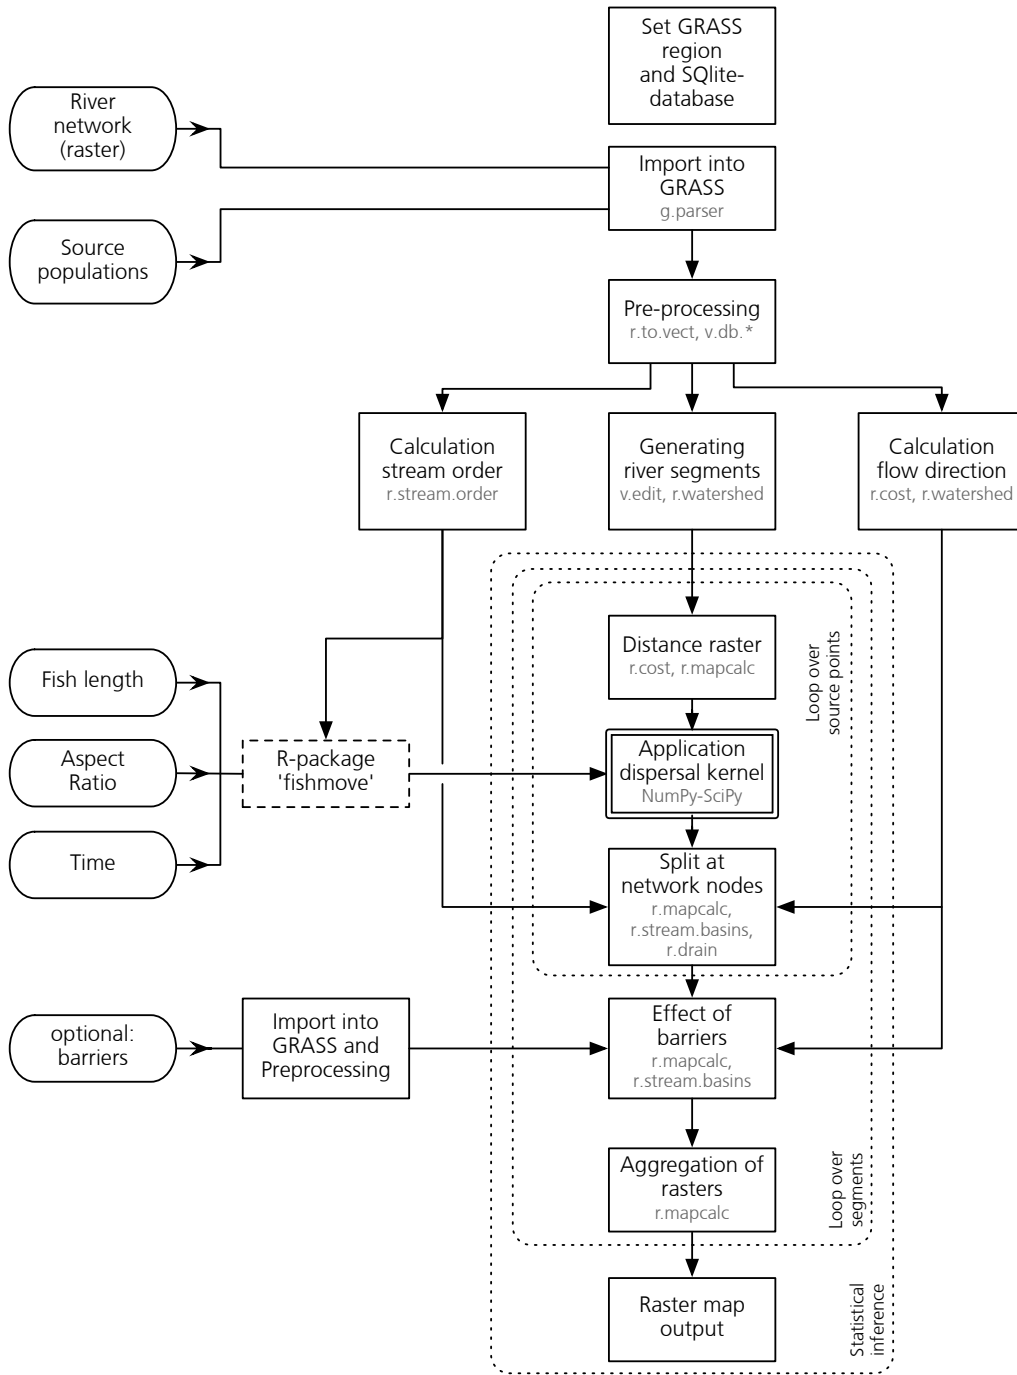 Set GRASS
region
and SQlite-
database
River
network
(raster)
Import into
GRASS
g.parser
Source
populations
Pre-processing
r.to.vect, v.db.*
Calculation
stream order
r.stream.order
Generating
river segments
v.edit, r.watershed
Calculation
flow direction
r.cost, r.watershed
Distance raster
r.cost, r.mapcalc
Loop over
source points
Fish length
Aspect
Ratio
Time
R-package
'fishmove'
Application
dispersal kernel
NumPy-SciPy
Split at
network nodes
r.mapcalc,
r.stream.basins,
r.drain
optional:
barriers
Import into
GRASS and
Preprocessing
Effect of
barriers
r.mapcalc,
r.stream.basins
Aggregation of
rasters
r.mapcalc
Loop over
segments
Raster map
output
Statistical
inference